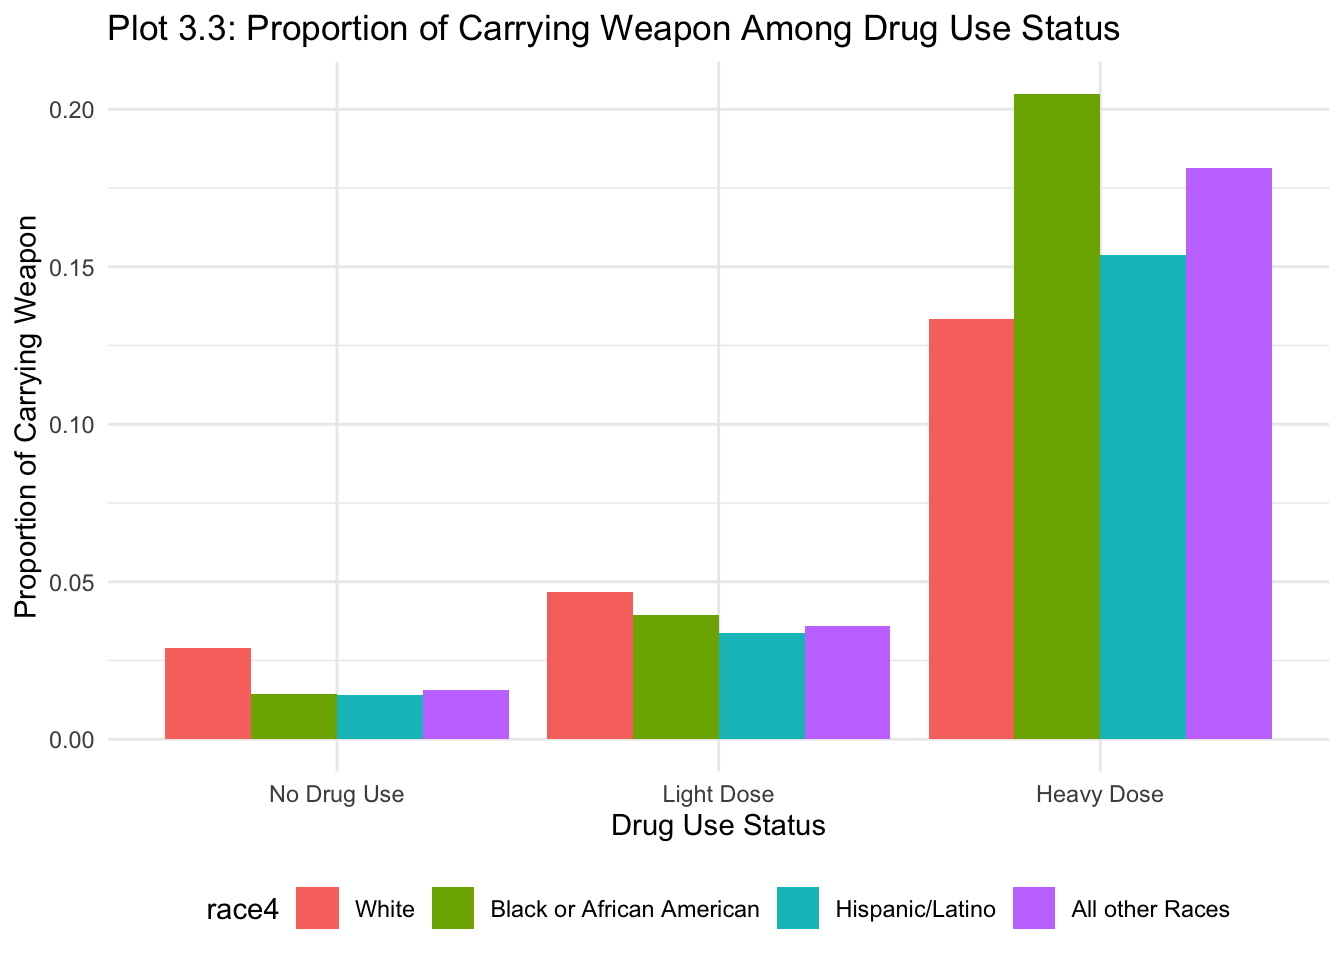 Plot 3.3: Proportion of Carrying Weapon Among Drug Use Status
Proportion of Carrying Weapon
0.20
0.15
0.10
0.05
0.00
No Drug Use Light Dose Heavy Dose
Drug Use Status
race4 White Black or African American Hispanic/Latino All other Races